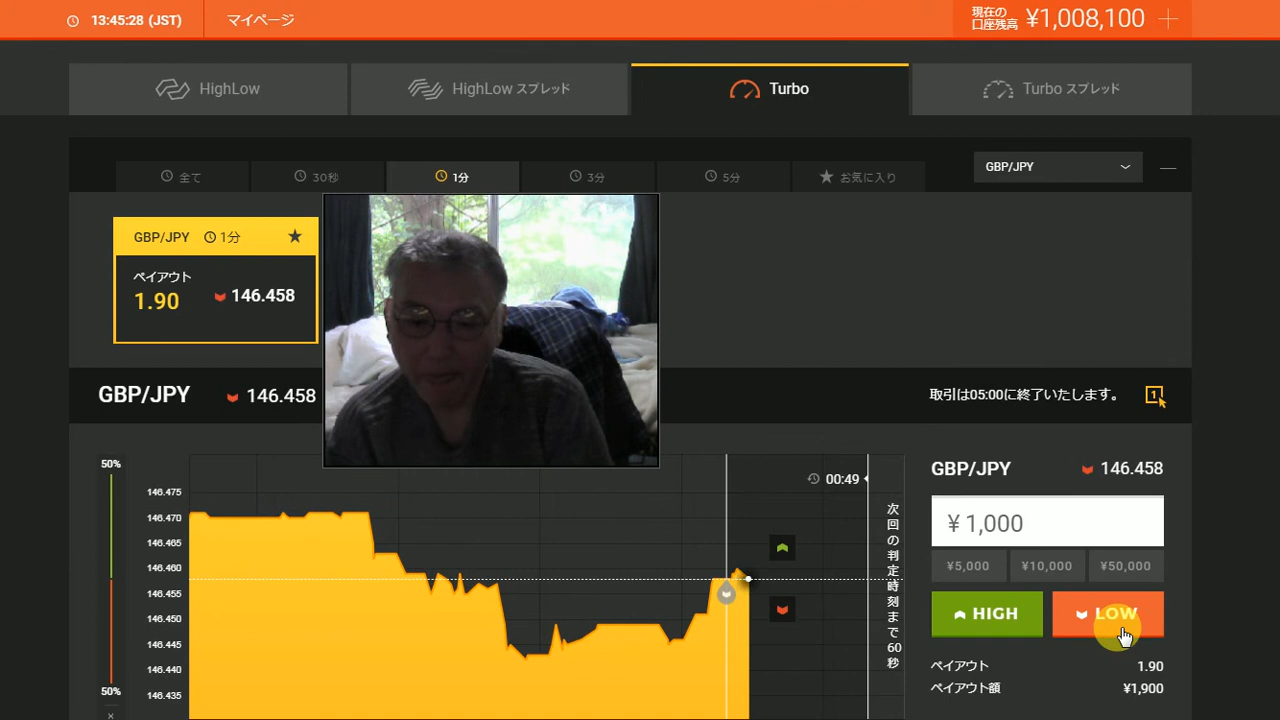 13:45:28 (JST)
マイページ
現在の
口座残高
¥1,008,100
HighLow
HighLow スプレッド
Turbo
Turbo スプレッド
全て
30秒
1分
3分
5分
お気に入り
GBP/JPY
GBP/JPY 1分
ペイアウト
1.90
146.458
GBP/JPY 146.458
取引は05:00に終了いたします。
1
50%
146.475
146.470
146.465
146.460
146.455
146.450
146.445
146.440
146.435
50%
00:49
次回の判定時刻まで60秒
GBP/JPY 146.458
¥ 1,000
¥5,000
¥10,000
¥50,000
HIGH
LOW
ペイアウト 1.90
ペイアウト額 ¥1,900